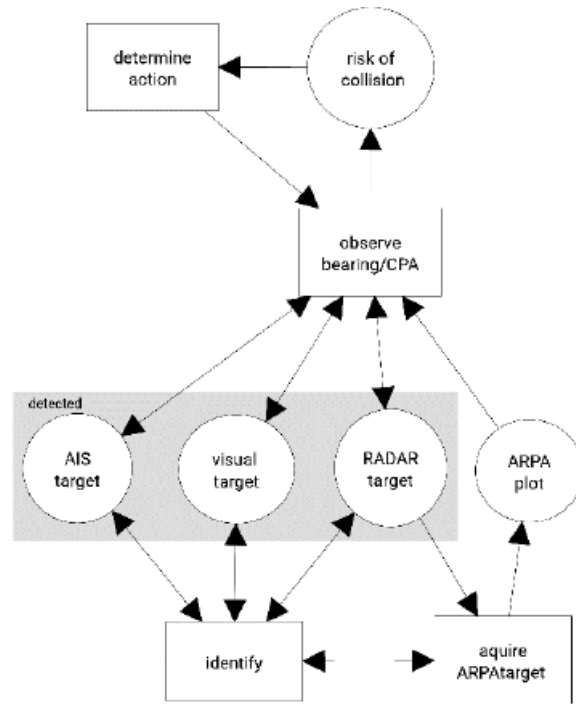 determine
action
risk of
collision
observe
bearing/CPA
detected
AIS
target
visual
target
RADAR
target
ARPA
plot
identify
aquire
ARPAtarget